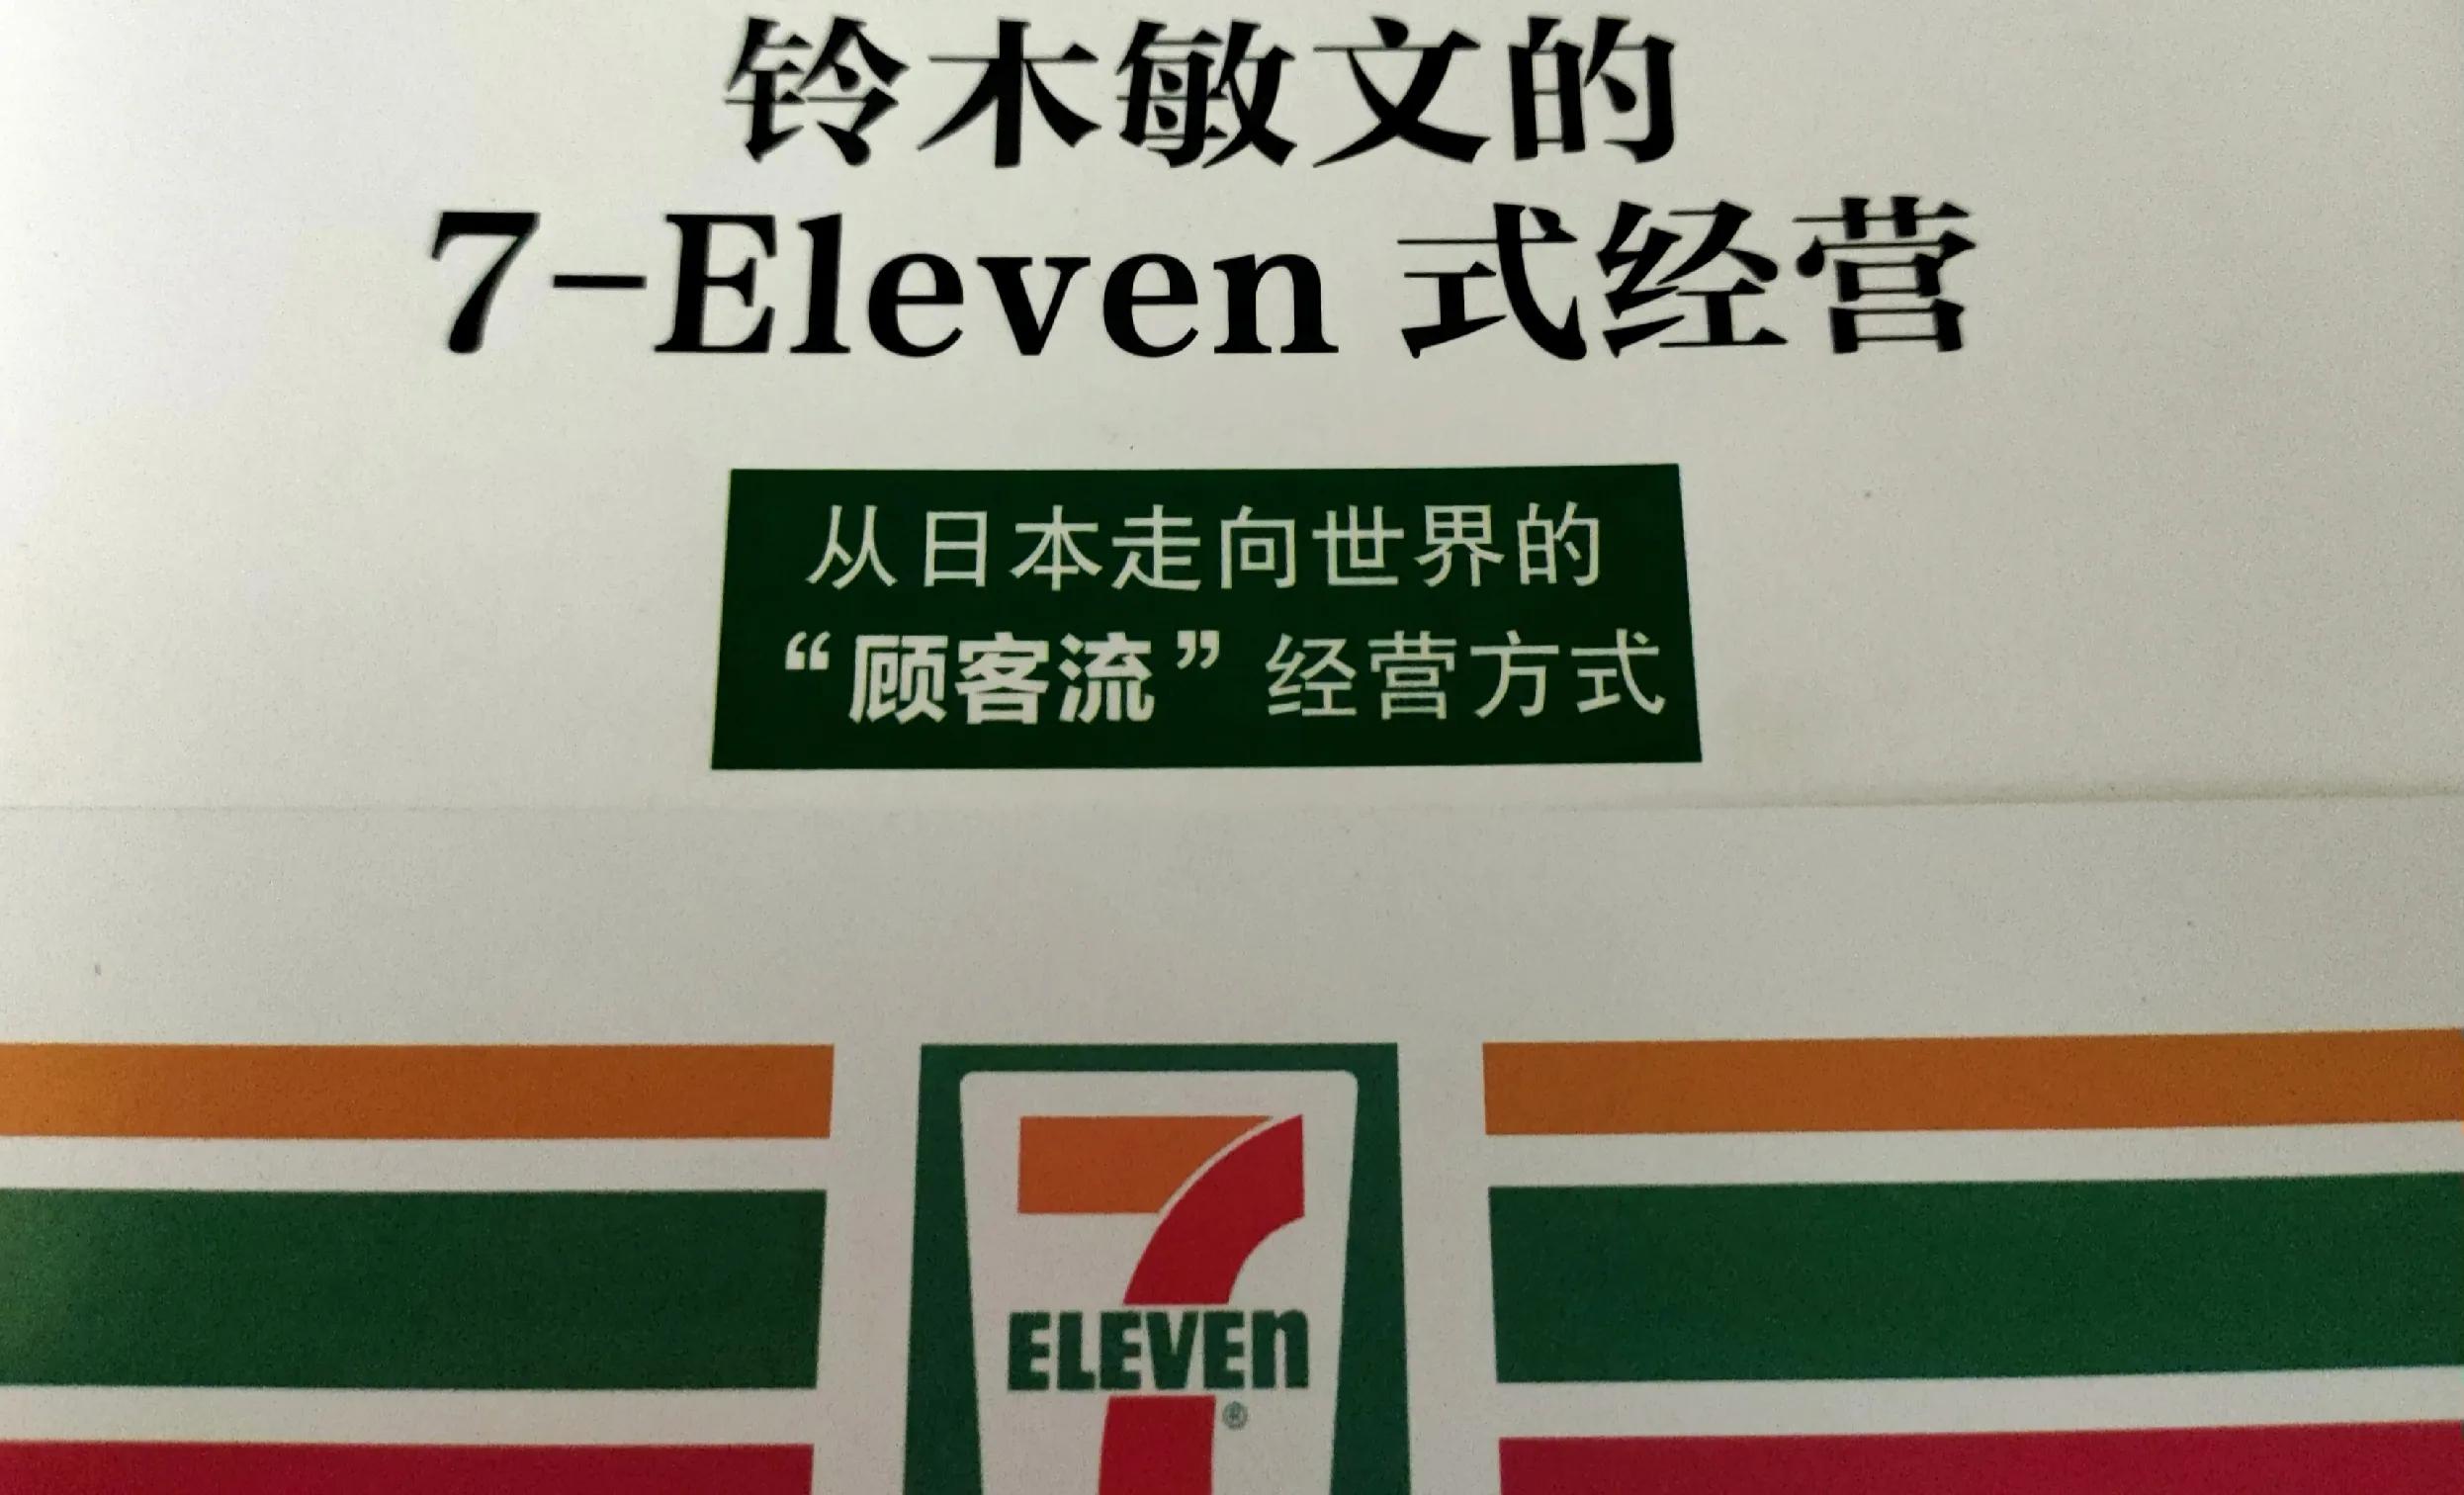 铃木敏文的
7-Eleven 式经营
从日本走向世界的
“顾客流”经营方式
7
ELEVEn
®